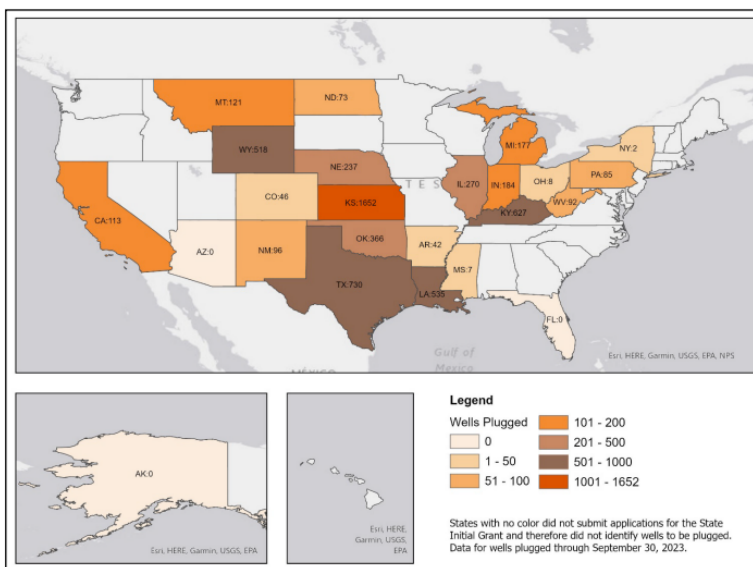 MT:121
ND:73
WY:518
NE:237
MI:177
NY:2
PA:85
IL:270
IN:184
OH:8
WV:92
CO:46
KS:1652
KY:627
CA:113
AZ:0
NM:96
OK:366
AR:42
MS:7
TX:730
LA:535
FL:0
T E S
MÉXICO
Gulf of
Mexico
Esri, HERE, Garmin, USGS, EPA, NPS
AK:0
Esri, HERE, Garmin, USGS, EPA
Esri, HERE,
Garmin, USGS,
EPA
Legend
Wells Plugged
0
1 - 50
51 - 100
101 - 200
201 - 500
501 - 1000
1001 - 1652
States with no color did not submit applications for the State
Initial Grant and therefore did not identify wells to be plugged.
Data for wells plugged through September 30, 2023.